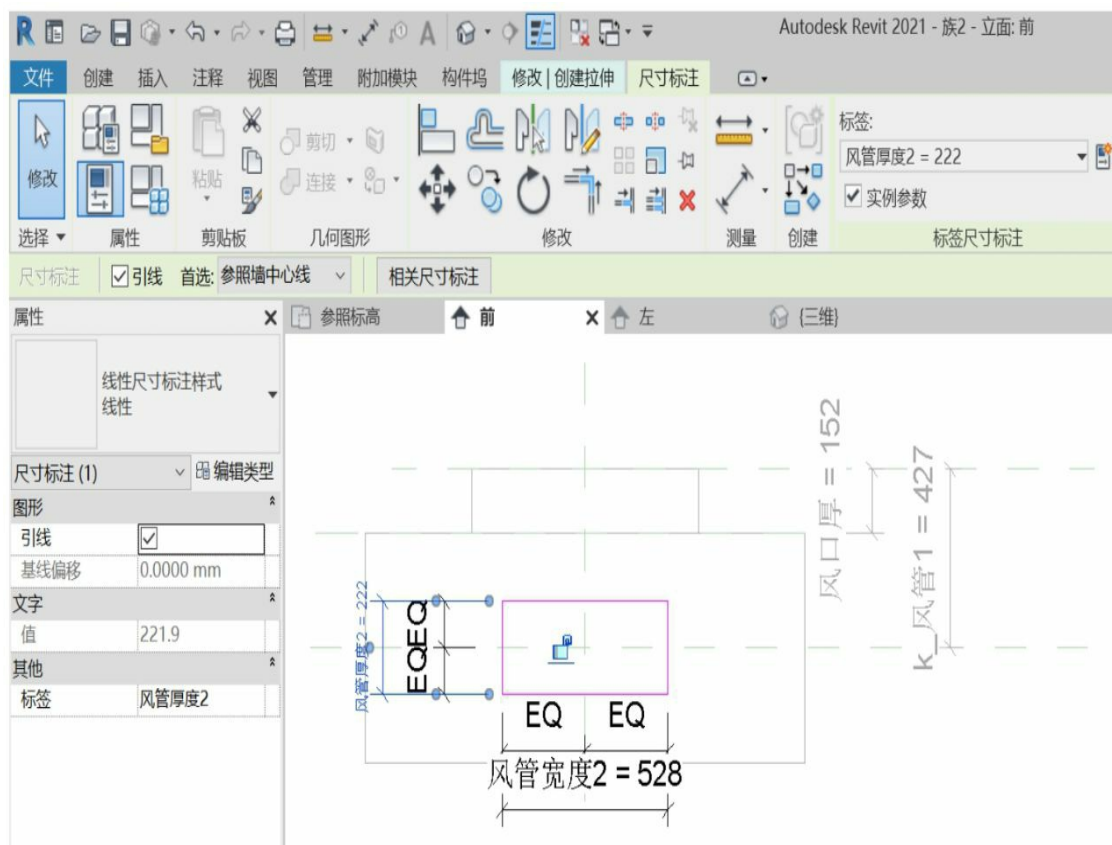 Autodesk Revit 2021 - 族2 - 立面: 前
文件 创建 插入 注释 视图 管理 附加模块 构件坞 修改 | 创建拉伸 尺寸标注
修改
粘贴
剪切
连接
标签:
风管厚度2 = 222
实例参数
选择 属性 剪贴板 几何图形 修改 测量 创建 标签尺寸标注
尺寸标注 引线 首选: 参照墙中心线 相关尺寸标注
属性
参照标高 前 左 {三维}
线性尺寸标注样式
线性
尺寸标注 (1) 编辑类型
图形
引线
基线偏移 0.0000 mm
文字
值 221.9
其他
标签 风管厚度2
风口厚 = 152
k_风管1 = 427
风管厚度2 = 222
EQEQ
EQ EQ
风管宽度2 = 528